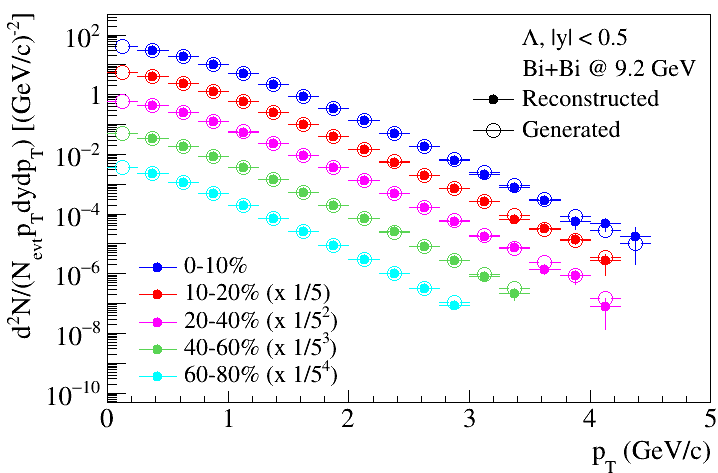 d²N/(N_evt p_T dydp_T) [(GeV/c)⁻²]
10²
1
10⁻²
10⁻⁴
10⁻⁶
10⁻⁸
10⁻¹⁰
Λ, |y| < 0.5
Bi+Bi @ 9.2 GeV
Reconstructed
Generated
0-10%
10-20% (x 1/5)
20-40% (x 1/5²)
40-60% (x 1/5³)
60-80% (x 1/5⁴)
0 1 2 3 4 5
p_T (GeV/c)